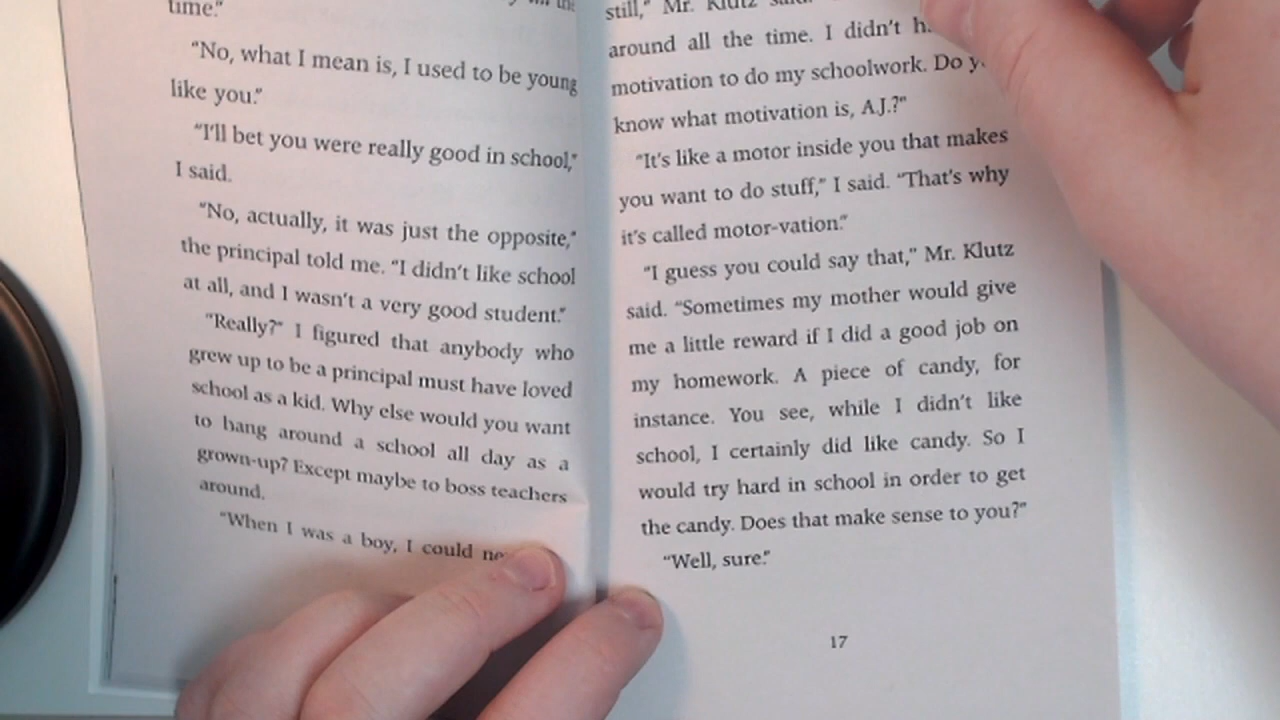 time."
"No, what I mean is, I used to be young
like you."
"I'll bet you were really good in school,"
I said.
"No, actually, it was just the opposite,"
the principal told me. "I didn't like school
at all, and I wasn't a very good student."
"Really?" I figured that anybody who
grew up to be a principal must have loved
school as a kid. Why else would you want
to hang around a school all day as a
grown-up? Except maybe to boss teachers
around.
"When I was a boy, I could
still," Mr. Klutz said.
around all the time. I didn't
motivation to do my schoolwork. Do
know what motivation is, A.J.?"
"It's like a motor inside you that makes
you want to do stuff," I said. "That's why
it's called motor-vation."
"I guess you could say that," Mr. Klutz
said. "Sometimes my mother would give
me a little reward if I did a good job on
my homework. A piece of candy, for
instance. You see, while I didn't like
school, I certainly did like candy. So I
would try hard in school in order to get
the candy. Does that make sense to you?"
"Well, sure."
17